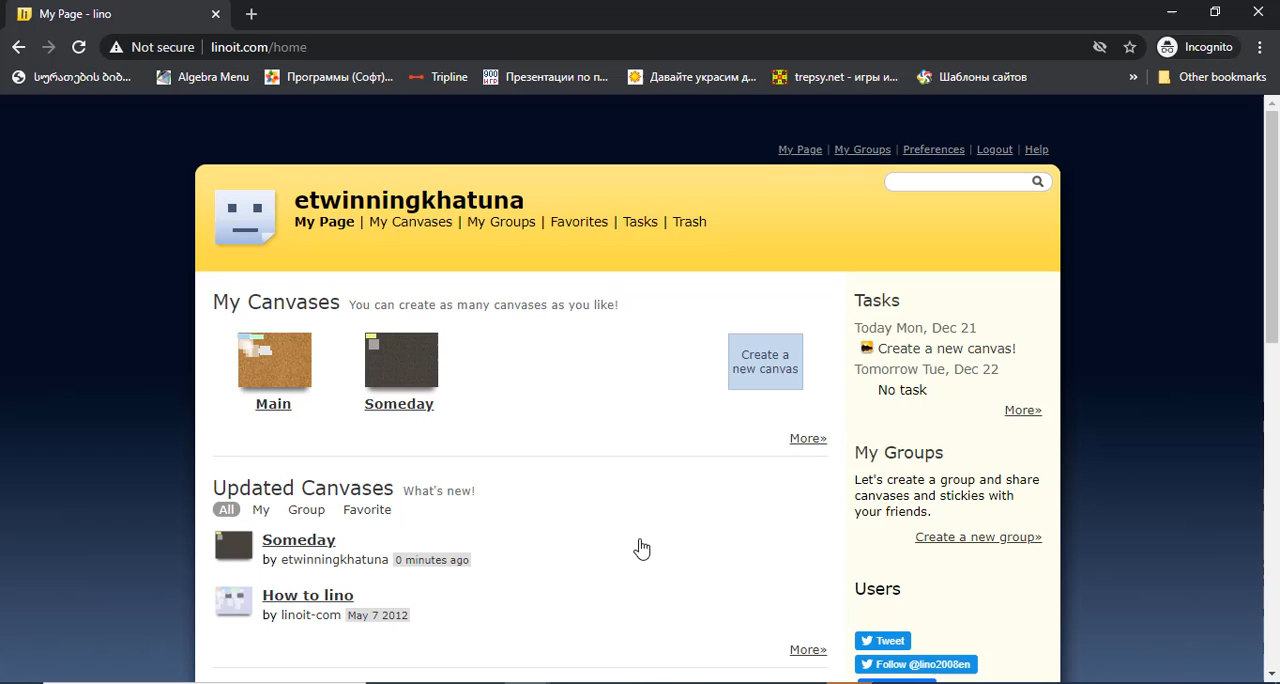 My Page - lino
Not secure linoit.com/home
Incognito
სურათების ბიბ...
Algebra Menu
Программы (Софт)...
Tripline
Презентации по п...
Давайте украсим д...
trepsy.net - игры и...
Шаблоны сайтов
»
Other bookmarks
My Page | My Groups | Preferences | Logout | Help
etwinningkhatuna
My Page | My Canvases | My Groups | Favorites | Tasks | Trash
My Canvases You can create as many canvases as you like!
Main
Someday
Create a
new canvas
More»
Updated Canvases What's new!
All My Group Favorite
Someday
by etwinningkhatuna 0 minutes ago
How to lino
by linoit-com May 7 2012
More»
Tasks
Today Mon, Dec 21
Create a new canvas!
Tomorrow Tue, Dec 22
No task
More»
My Groups
Let's create a group and share
canvases and stickies with
your friends.
Create a new group»
Users
Tweet
Follow @lino2008en